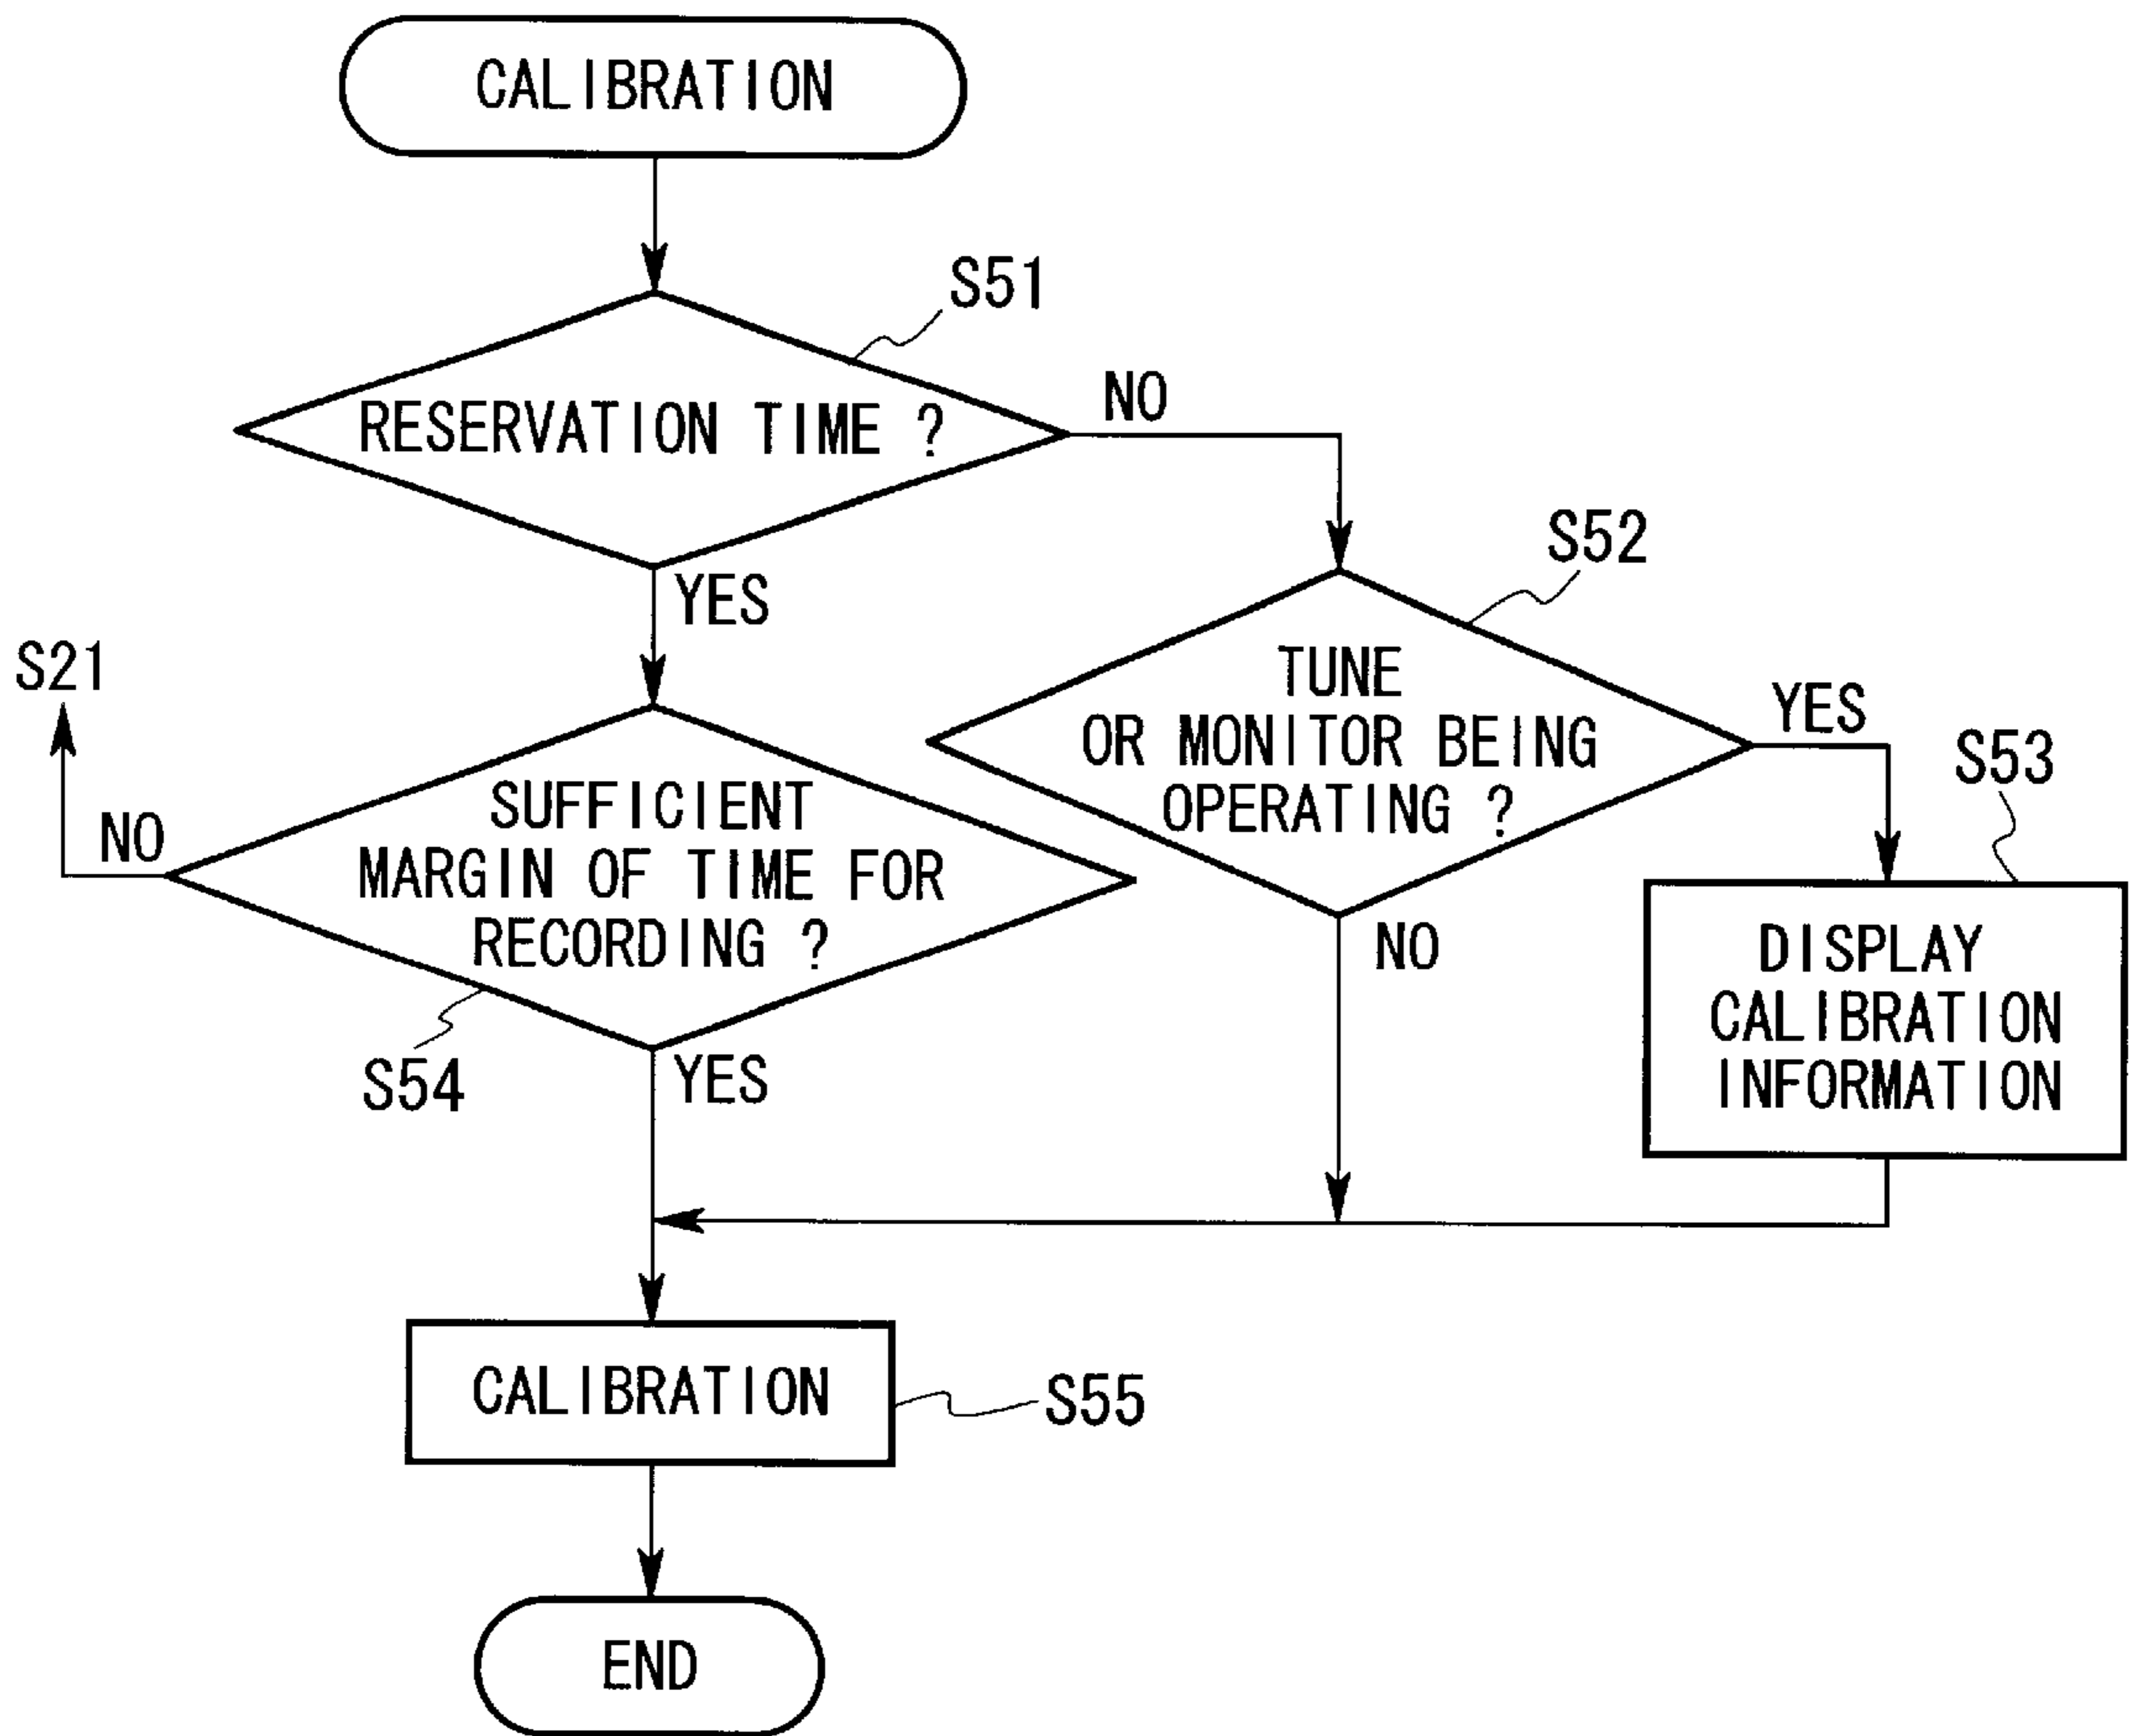 CALIBRATION
S51
RESERVATION TIME ?
NO
YES
S52
TUNE
OR MONITOR BEING
OPERATING ?
YES
S21
NO
SUFFICIENT
MARGIN OF TIME FOR
RECORDING ?
S53
NO
DISPLAY
CALIBRATION
INFORMATION
S54
YES
CALIBRATION
S55
END